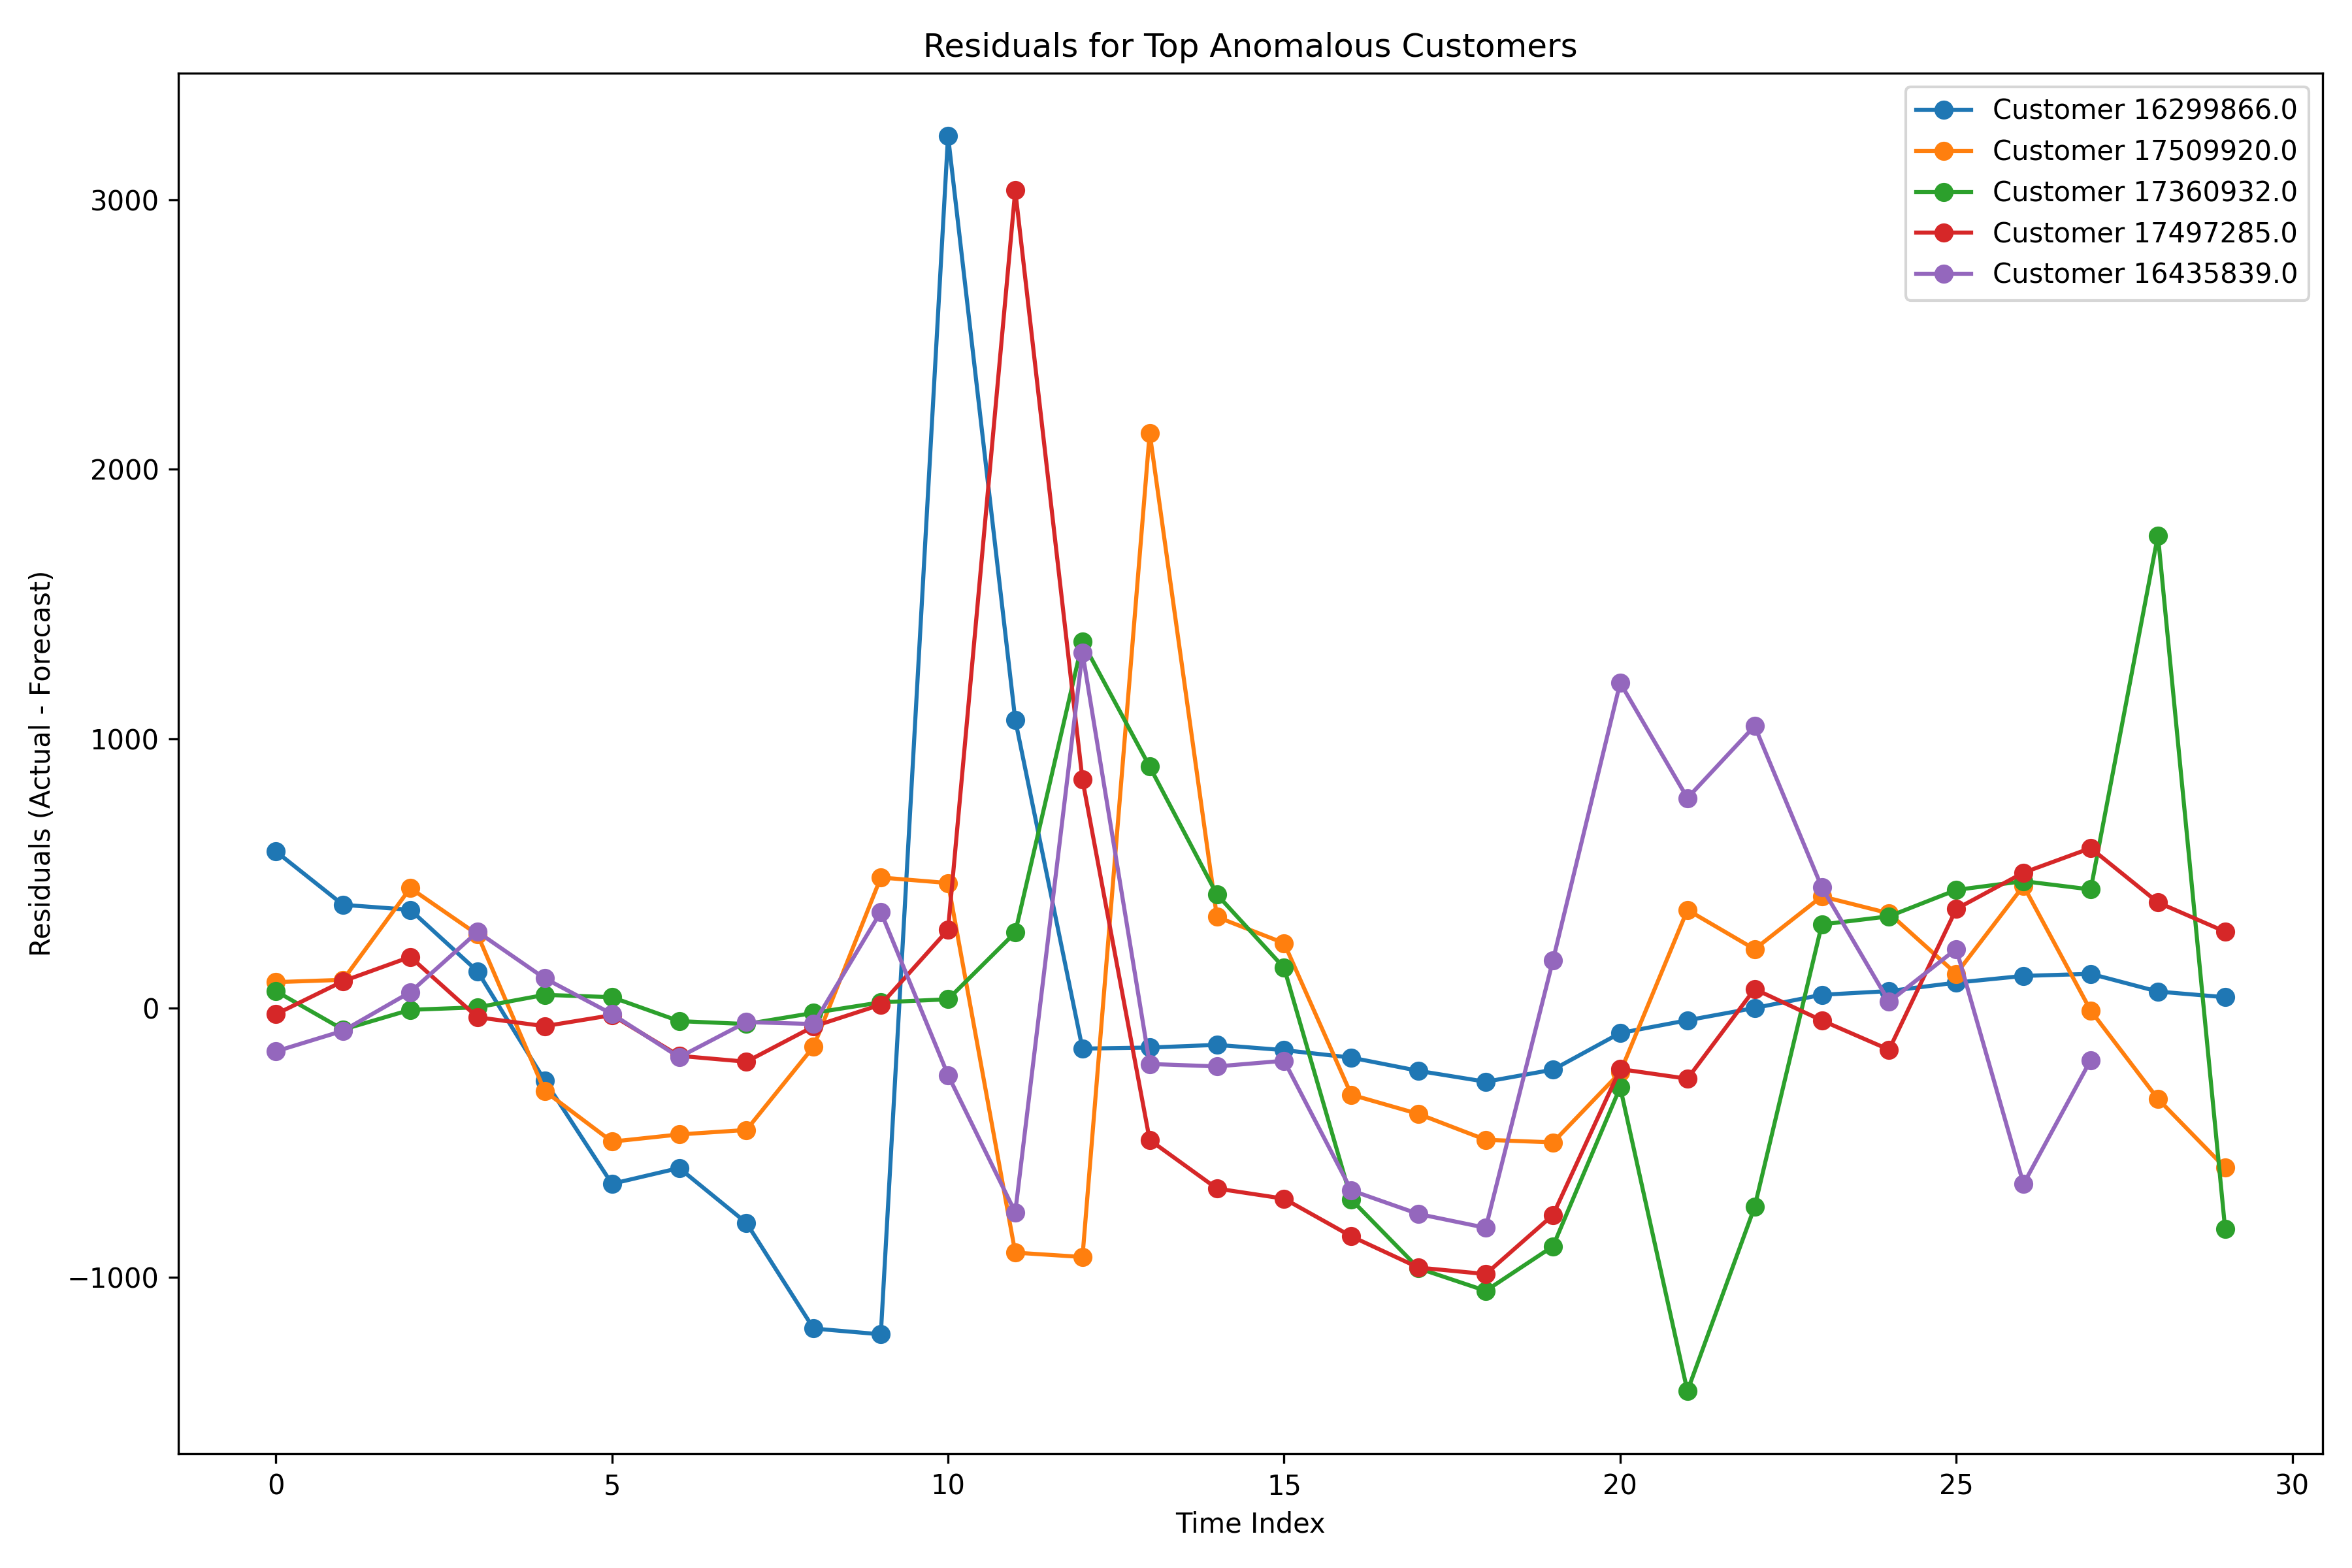 Residuals for Top Anomalous Customers
Customer 16299866.0
Customer 17509920.0
Customer 17360932.0
Customer 17497285.0
Customer 16435839.0
Residuals (Actual - Forecast)
3000
2000
1000
0
−1000
0 5 10 15 20 25 30
Time Index